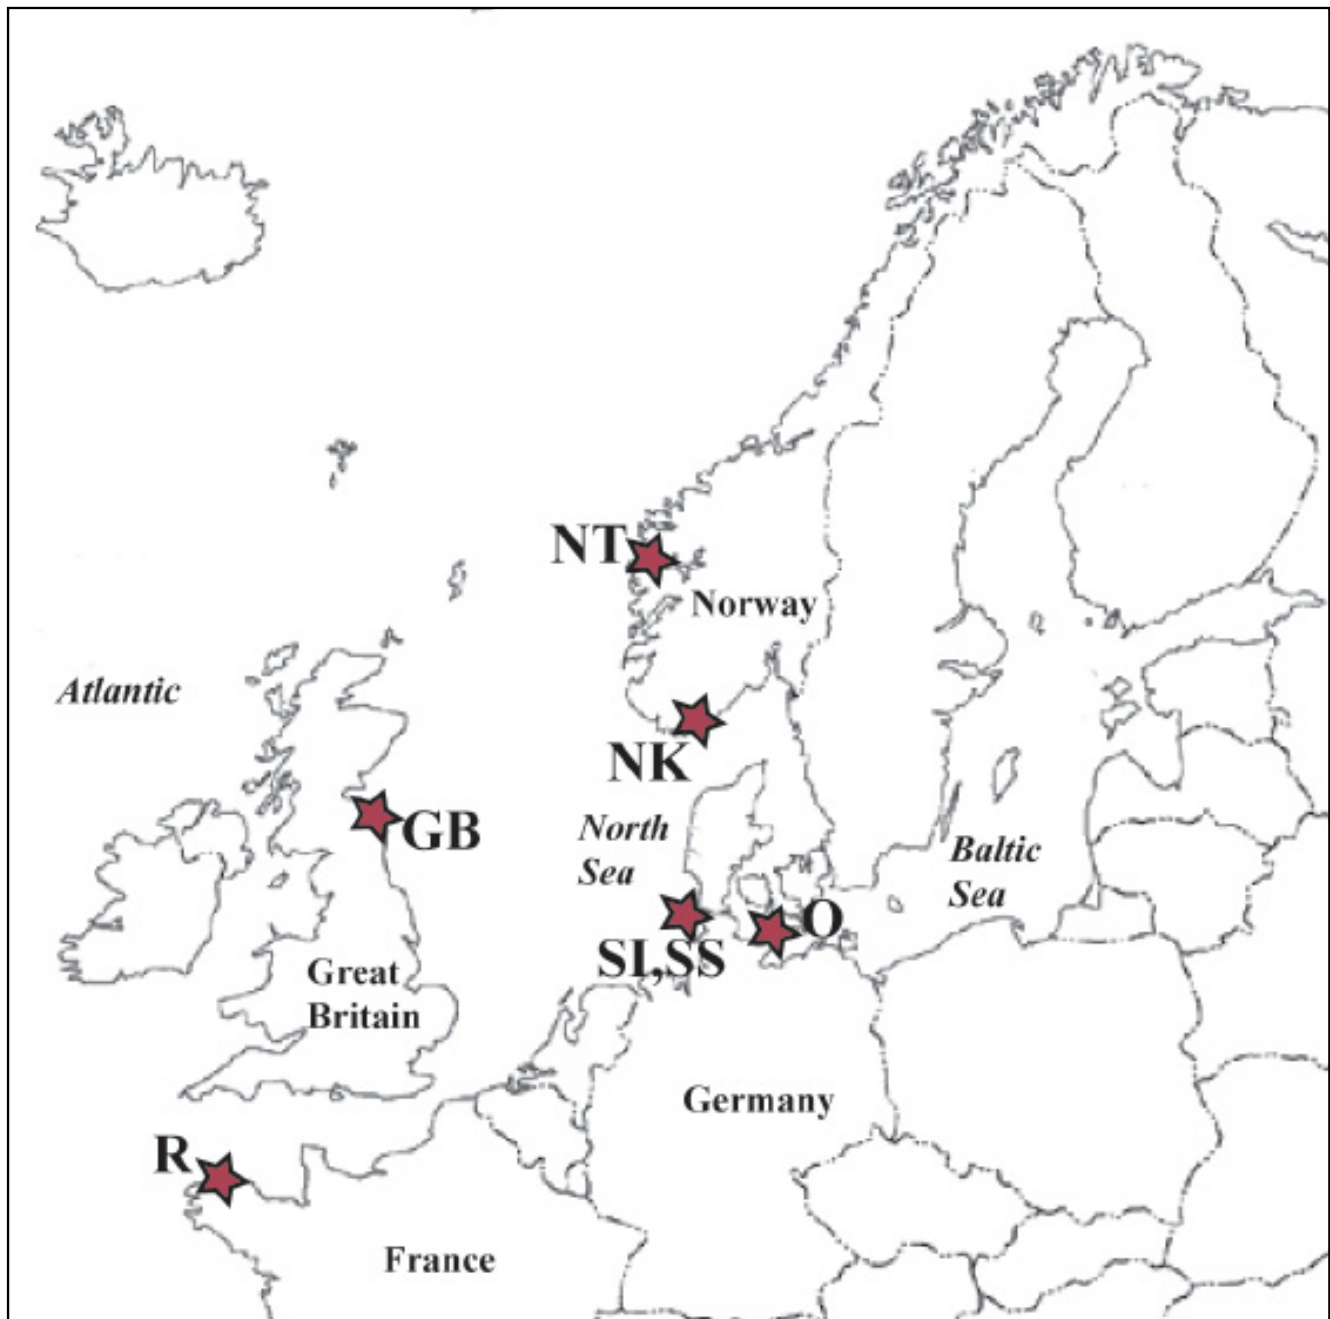 NT
Norway
Atlantic
NK
GB
North
Sea
Baltic
Sea
O
SI,SS
Great
Britain
Germany
R
France